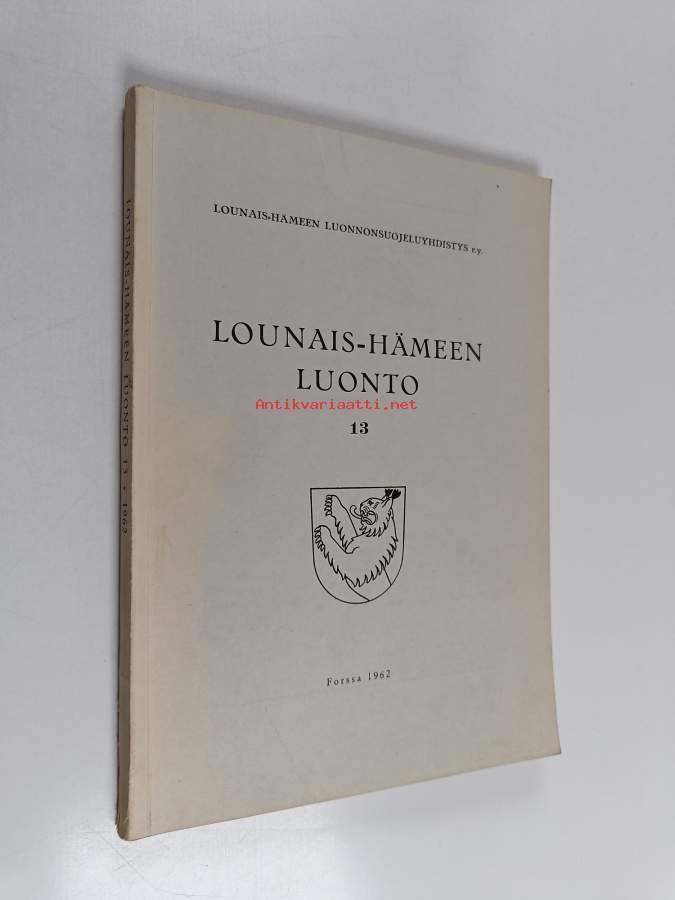 LOUNAIS-HÄMEEN LUONNONSUOJELUYHDISTYS r.y.
LOUNAIS-HÄMEEN
LUONTO
Antikvariaatti.net
13
Forssa 1962
LOUNAIS-HÄMEEN LUONTO 13 • 1962